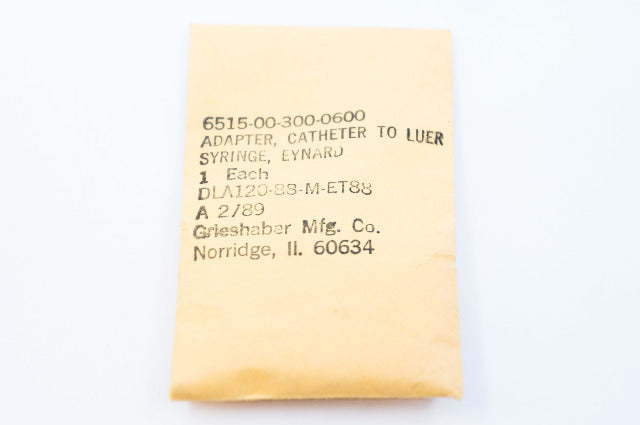 6515-00-300-0600
ADAPTER, CATHETER TO LUER
SYRINGE, EYNARD
1 Each
DLA120-88-M-ET88
A 2/89
Grieshaber Mfg. Co.
Norridge, Il. 60634